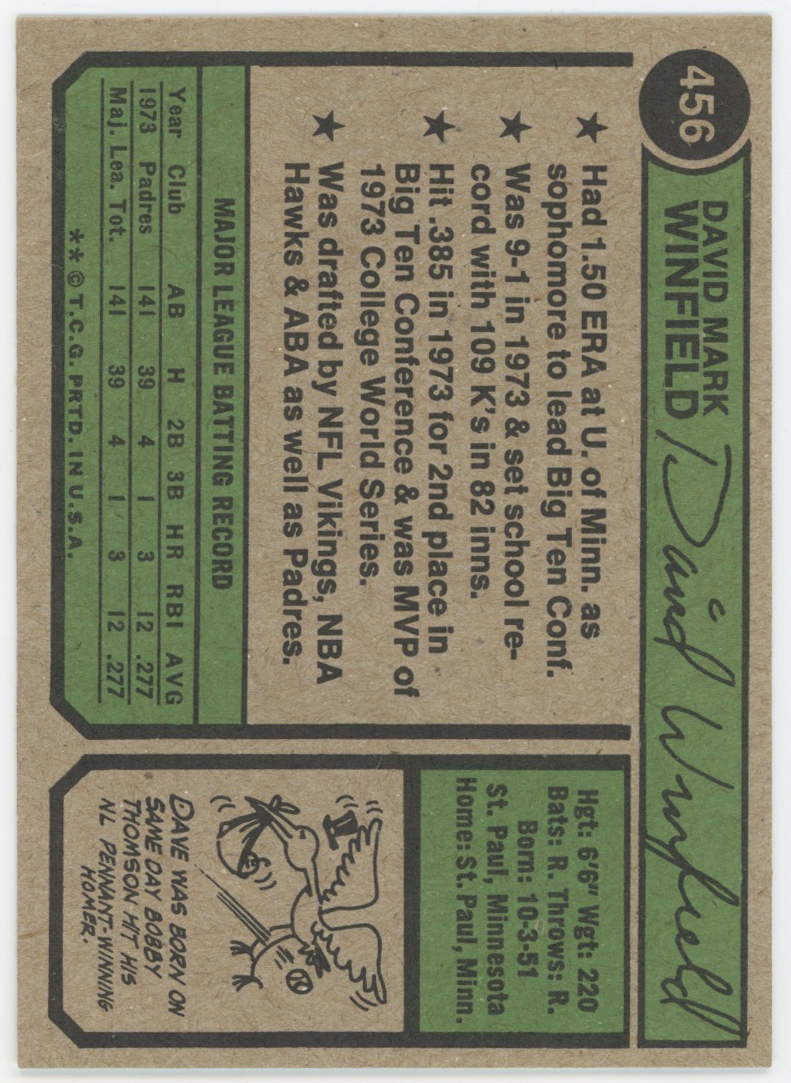 456
DAVID MARK
WINFIELD
David Winfield
★ Had 1.50 ERA at U. of Minn. as
sophomore to lead Big Ten Conf.
★ Was 9-1 in 1973 & set school re-
cord with 109 K's in 82 inns.
★ Hit .385 in 1973 for 2nd place in
Big Ten Conference & was MVP of
1973 College World Series.
★ Was drafted by NFL Vikings, NBA
Hawks & ABA as well as Padres.
MAJOR LEAGUE BATTING RECORD
Year Club AB H 2B 3B HR RBI AVG
1973 Padres 141 39 4 1 3 12 .277
Maj. Lea. Tot. 141 39 4 1 3 12 .277
**©T.C.G. PRTD. IN U.S.A.
Hgt: 6'6" Wgt: 220
Bats: R. Throws: R.
Born: 10-3-51
St. Paul, Minnesota
Home: St. Paul, Minn.
DAVE WAS BORN ON
SAME DAY BOBBY
THOMSON HIT HIS
NL PENNANT-WINNING
HOMER.